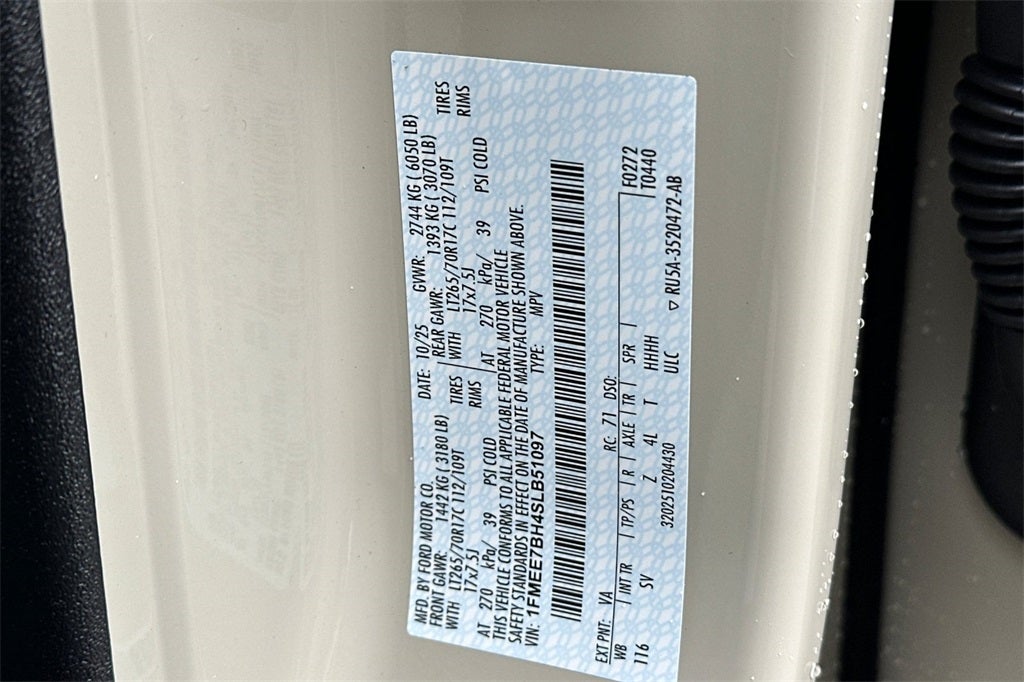 MFD. BY FORD MOTOR CO. DATE: 10/25 GVWR: 2744 KG ( 6050 LB)
FRONT GAWR: 1442 KG ( 3180 LB) REAR GAWR: 1393 KG ( 3070 LB)
WITH LT265/70R17C 112/109T TIRES WITH LT265/70R17C 112/109T TIRES
17x7.5J RIMS 17x7.5J RIMS
AT 270 kPa/ 39 PSI COLD AT 270 kPa/ 39 PSI COLD
THIS VEHICLE CONFORMS TO ALL APPLICABLE FEDERAL MOTOR VEHICLE
SAFETY STANDARDS IN EFFECT ON THE DATE OF MANUFACTURE SHOWN ABOVE.
VIN: 1FMEE7BH4SLB51097 TYPE: MPV
EXT PNT: VA RC: 71 DSO: F0272
WB INT TR. TP/PS R AXLE TR SPR T0440
116 SV Z 4L T HHHH
ULC ▽ RU5A-3520472-AB
3202510204430